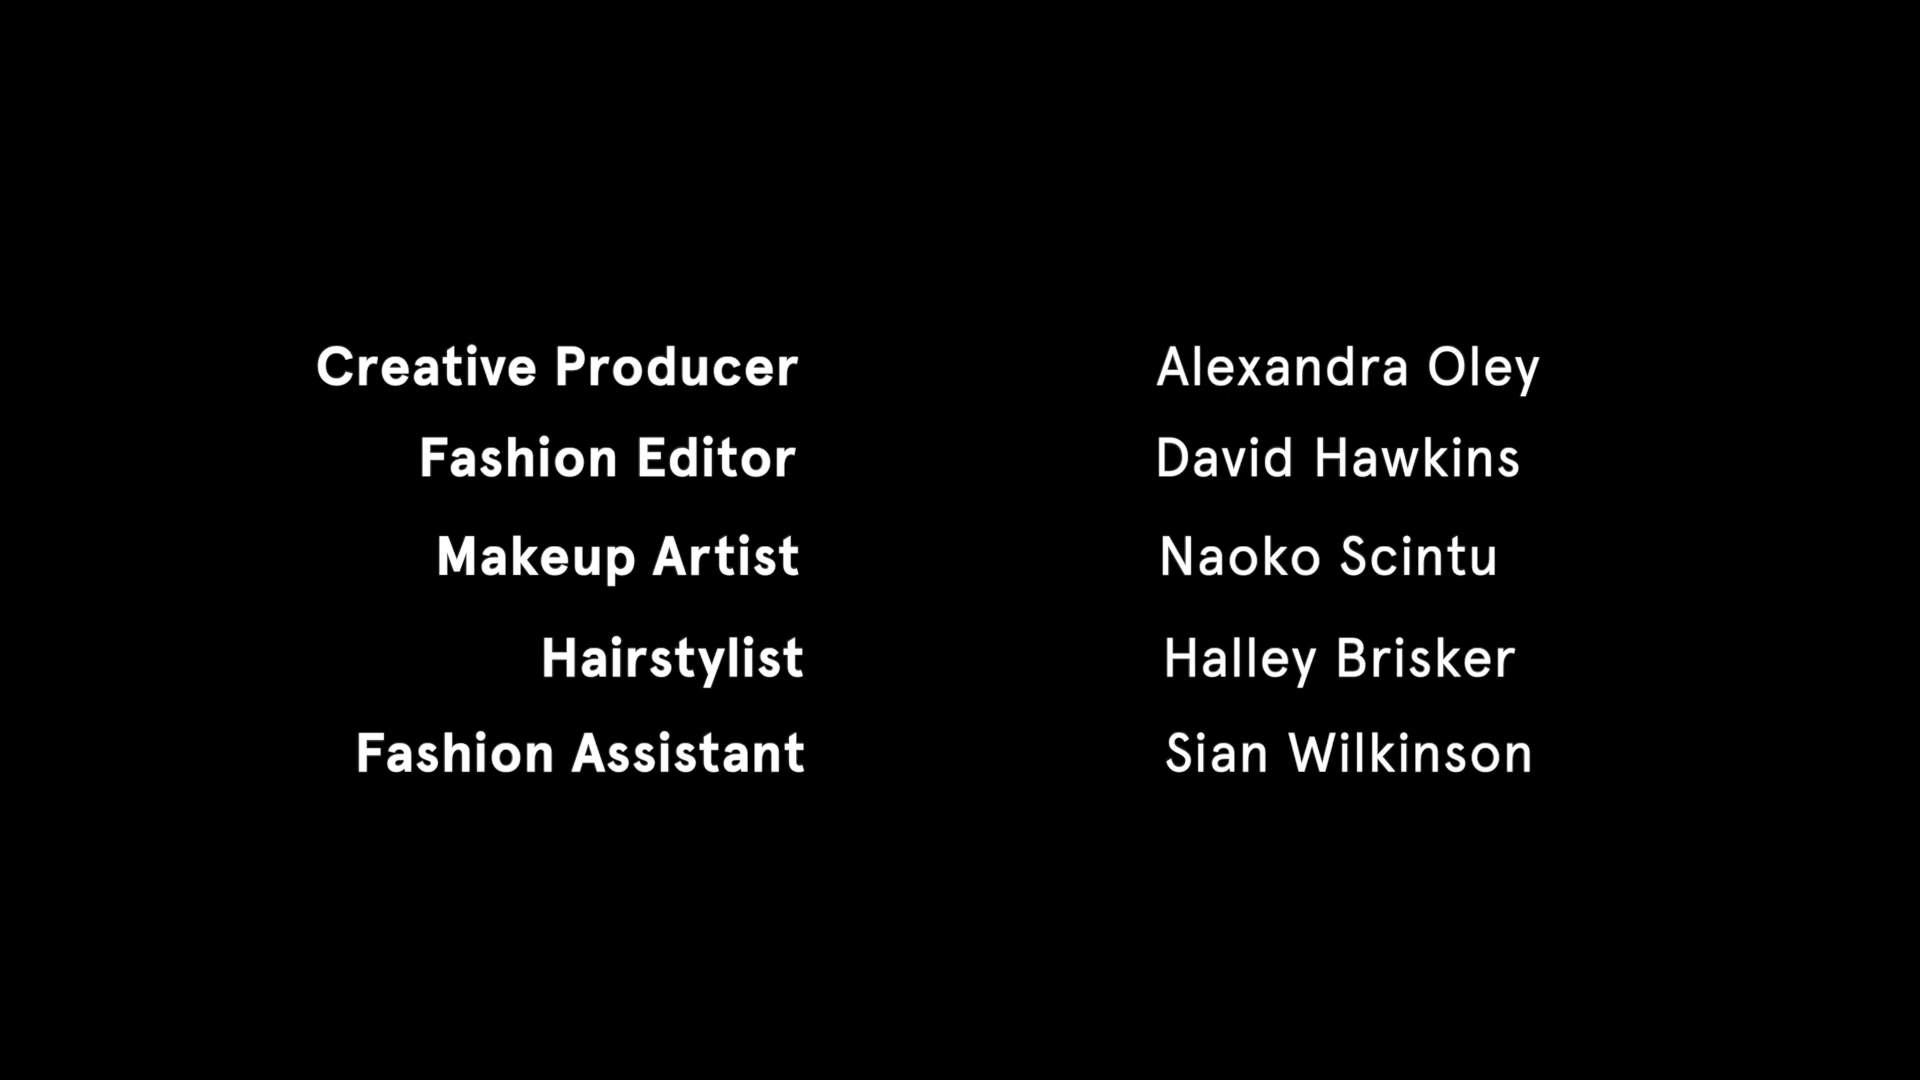 Creative Producer Alexandra Oley
Fashion Editor David Hawkins
Makeup Artist Naoko Scintu
Hairstylist Halley Brisker
Fashion Assistant Sian Wilkinson